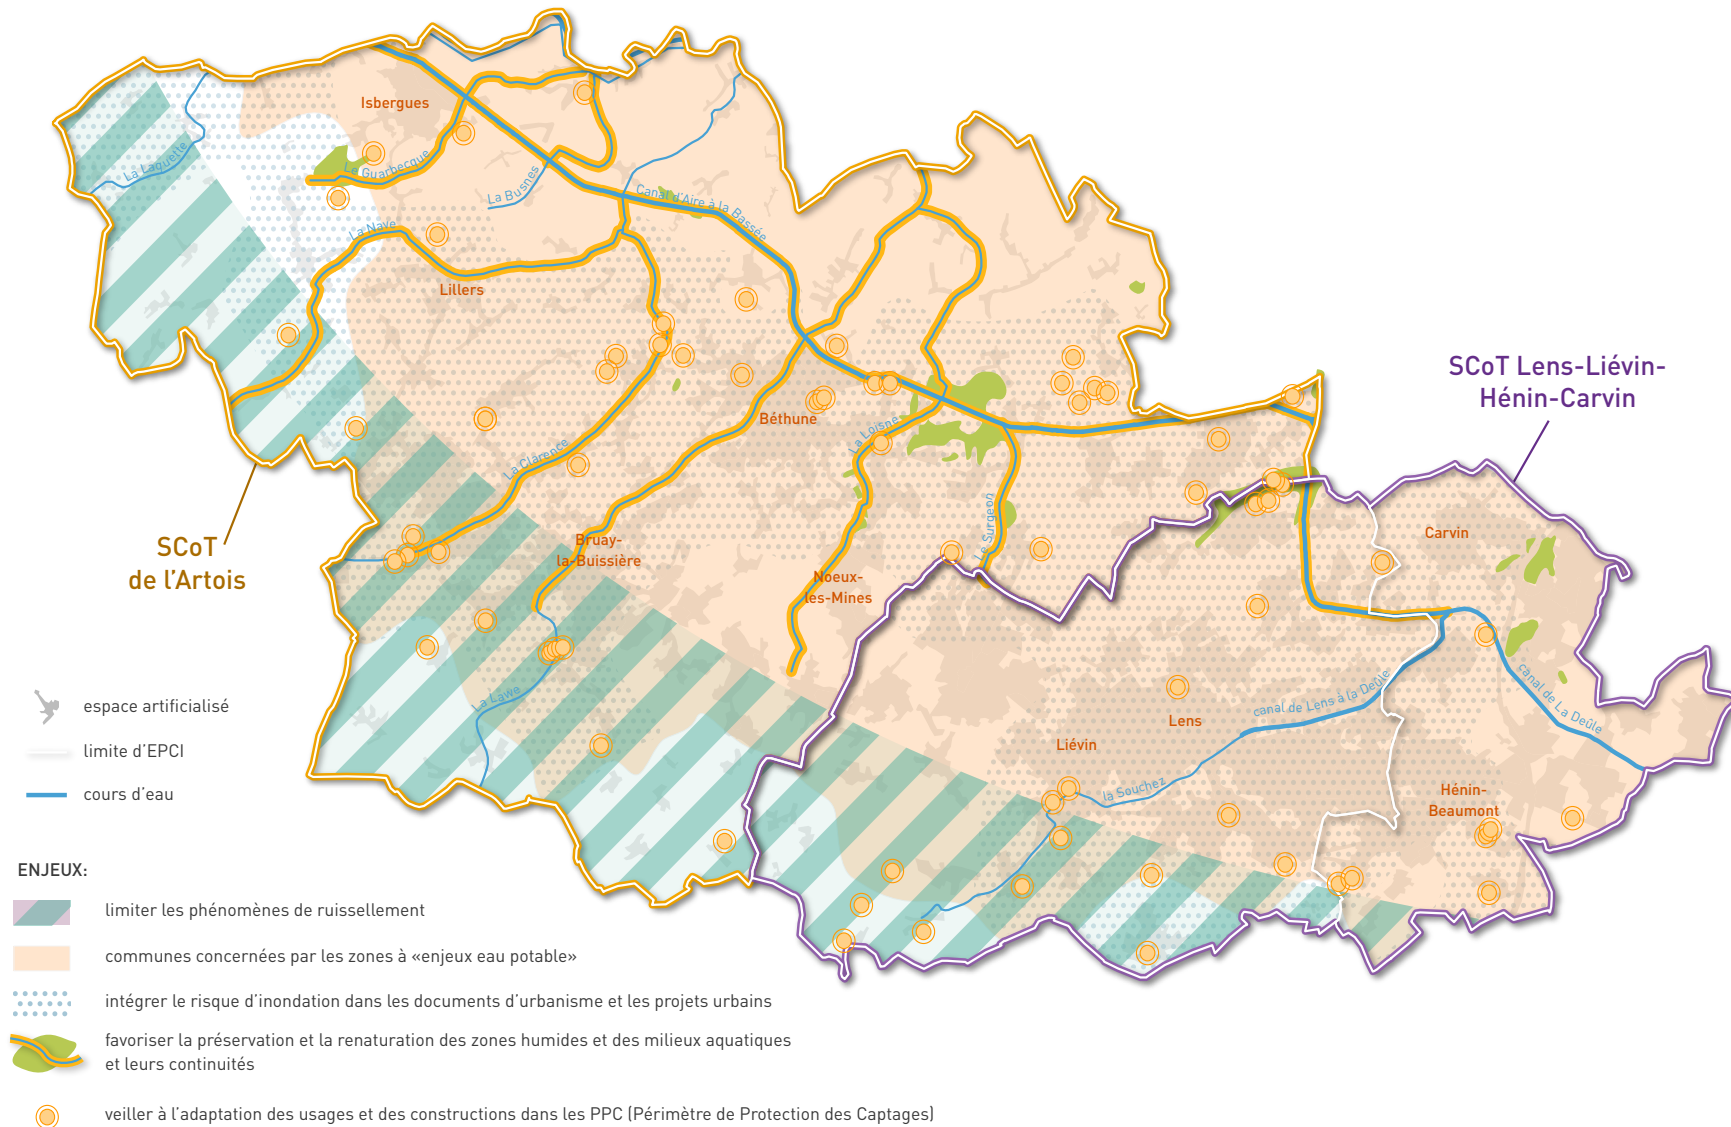 Isbergues
La Laquette
Le Guarbecque
La Busnes
La Nave
Canal d'Aire à la Bassée
Lillers
SCoT Lens-Liévin-
Hénin-Carvin
Béthune
La Loisne
La Clarence
Le Surgeon
SCoT
de l'Artois
Bruay-
la-Buissière
Noeux-
les-Mines
Carvin
La Lawe
Lens
Liévin
canal de Lens à la Deûle
canal de La Deûle
la Souchez
Hénin-
Beaumont
espace artificialisé
limite d'EPCI
cours d'eau
ENJEUX:
limiter les phénomènes de ruissellement
communes concernées par les zones à «enjeux eau potable»
intégrer le risque d'inondation dans les documents d'urbanisme et les projets urbains
favoriser la préservation et la renaturation des zones humides et des milieux aquatiques
et leurs continuités
veiller à l'adaptation des usages et des constructions dans les PPC (Périmètre de Protection des Captages)